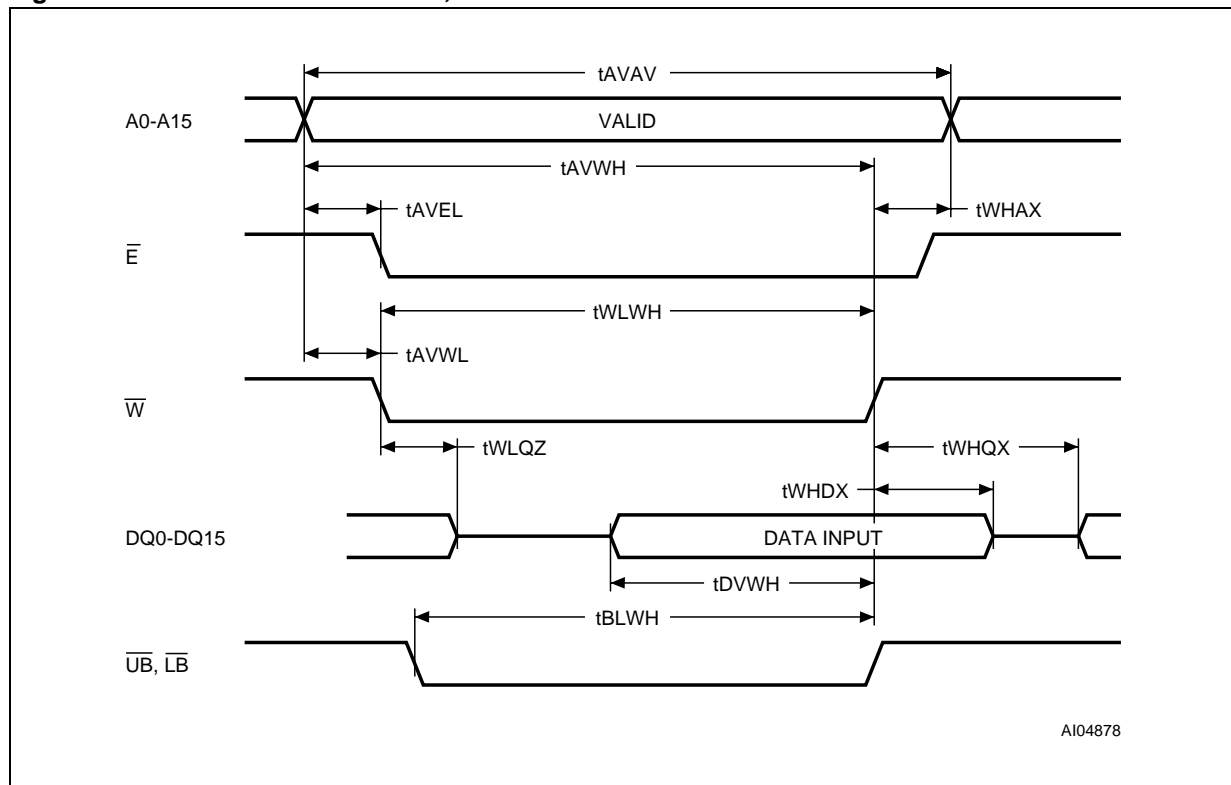 tAVAV
A0-A15
VALID
tAVWH
tAVEL
tWHAX
E
tWLWH
tAVWL
W
tWLQZ
tWHQX
tWHDX
DQ0-DQ15
DATA INPUT
tDVWH
tBLWH
UB, LB
AI04878